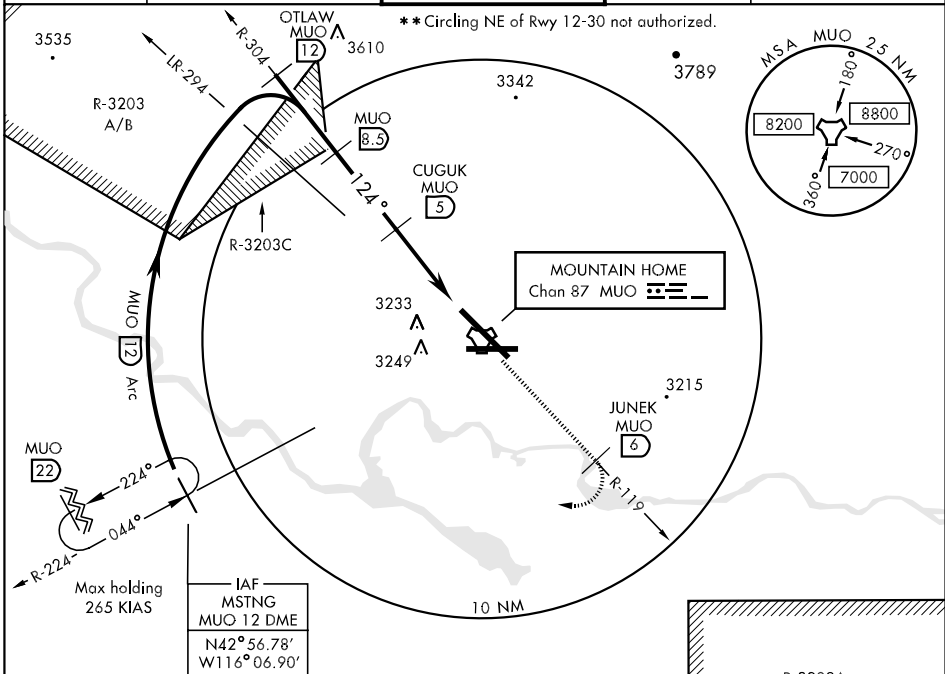 ** Circling NE of Rwy 12-30 not authorized.
3535
LR-294
R-304
OTLAW
MUO
12
3610
3342
3789
MSA MUO 25 NM
180°
8200
8800
270°
360°
7000
R-3203
A/B
MUO
8.5
124°
CUGUK
MUO
5
R-3203C
MOUNTAIN HOME
Chan 87 MUO
3233
3249
MUO 12 Arc
3215
JUNEK
MUO
6
R-119
MUO
22
224°
044°
R-224
Max holding
265 KIAS
IAF
MSTNG
MUO 12 DME
N42°56.78'
W116°06.90'
10 NM